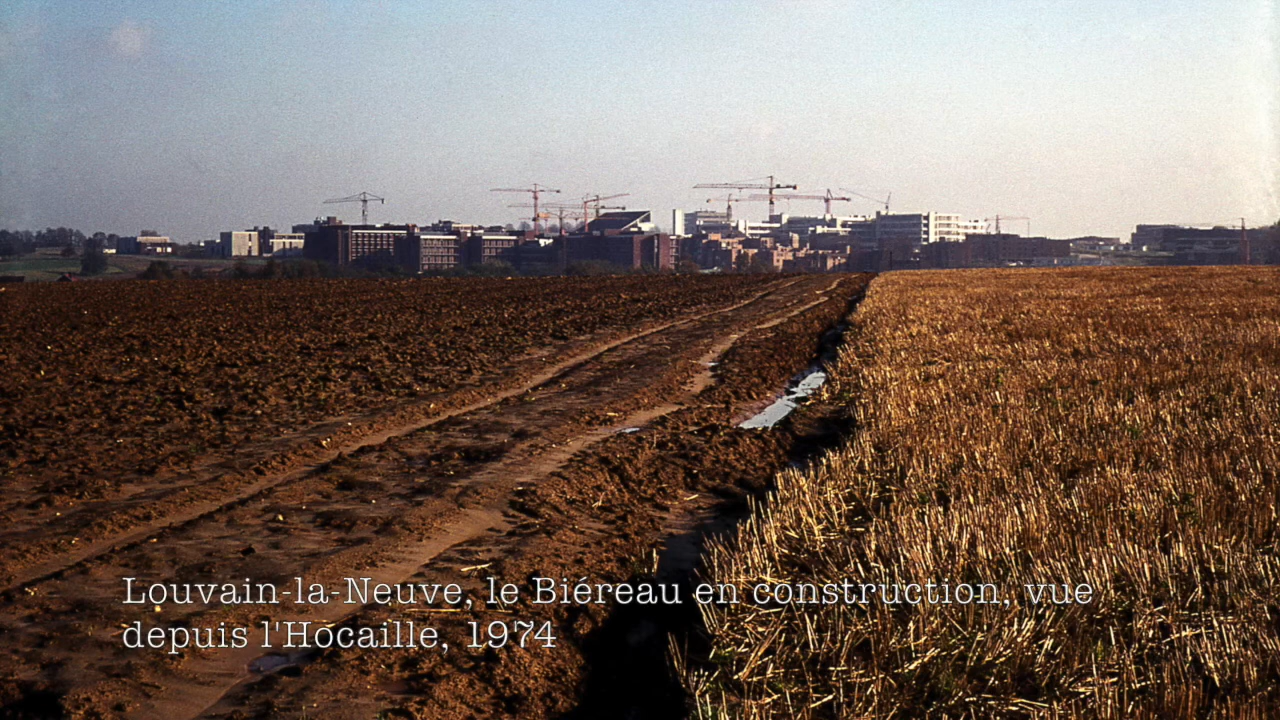 Louvain-la-Neuve, le Biéreau en construction, vue
depuis l'Hocaille, 1974